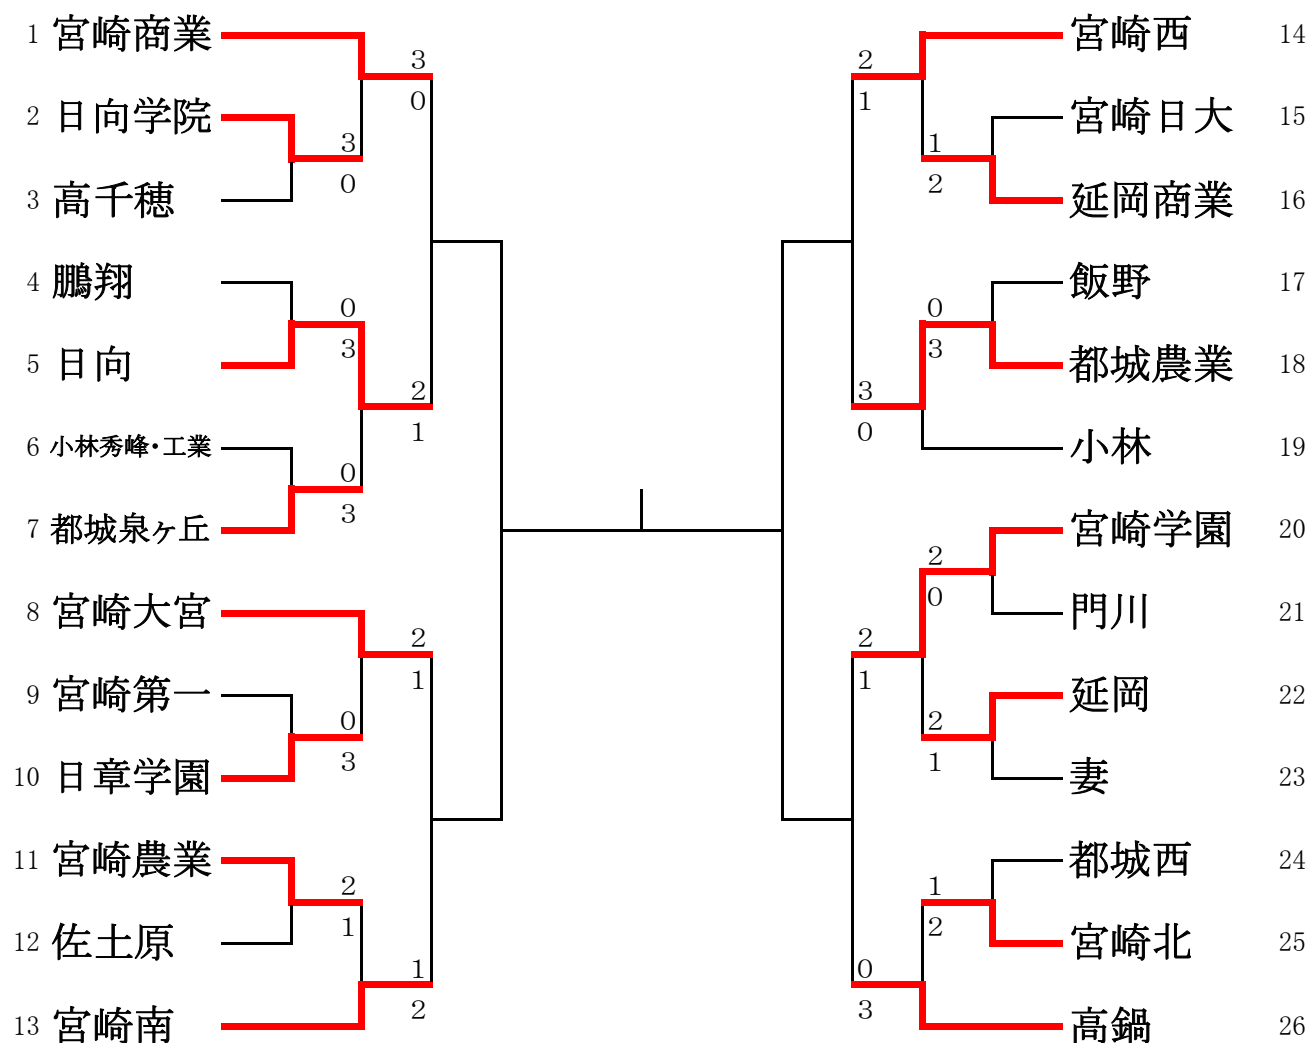 1 宮崎商業
2 日向学院
3 高千穂
4 鵬翔
5 日向
6 小林秀峰・工業
7 都城泉ヶ丘
8 宮崎大宮
9 宮崎第一
10 日章学園
11 宮崎農業
12 佐土原
13 宮崎南
3
0
3
0
0
3
2
1
0
3
2
1
0
3
2
1
1
2
宮崎西 14
宮崎日大 15
延岡商業 16
飯野 17
都城農業 18
小林 19
宮崎学園 20
門川 21
延岡 22
妻 23
都城西 24
宮崎北 25
高鍋 26
2
1
1
2
0
3
3
0
2
0
2
1
2
1
1
2
0
3